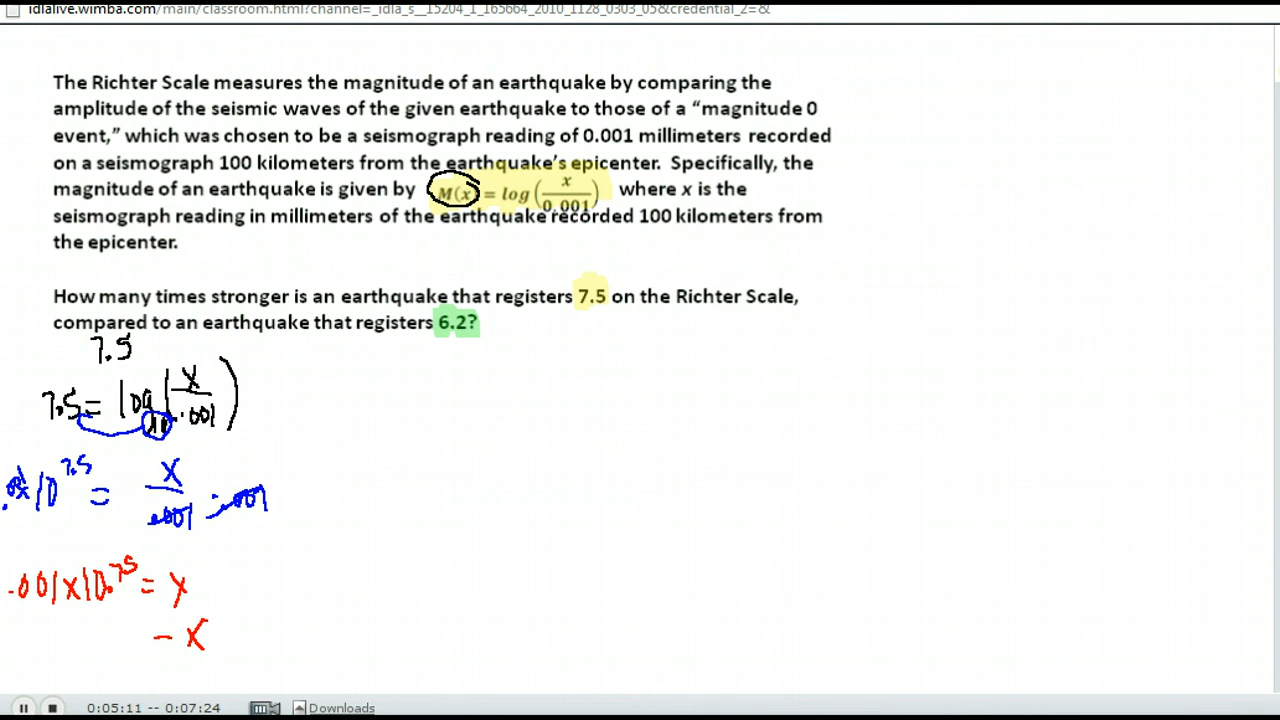 idlalive.wimba.com/main/classroom.html?channel=_idla_s__15204_1_165664_2010_1128_0303_05&credential_2=&
The Richter Scale measures the magnitude of an earthquake by comparing the
amplitude of the seismic waves of the given earthquake to those of a “magnitude 0
event,” which was chosen to be a seismograph reading of 0.001 millimeters recorded
on a seismograph 100 kilometers from the earthquake’s epicenter. Specifically, the
magnitude of an earthquake is given by M(x) = log(x/0.001) where x is the
seismograph reading in millimeters of the earthquake recorded 100 kilometers from
the epicenter.
How many times stronger is an earthquake that registers 7.5 on the Richter Scale,
compared to an earthquake that registers 6.2?
7.5
7.5 = log10(x/.001)
.001x 10^7.5 = x/.001 · .001
.001x10^7.5 = x
- x
0:05:11 -- 0:07:24
Downloads